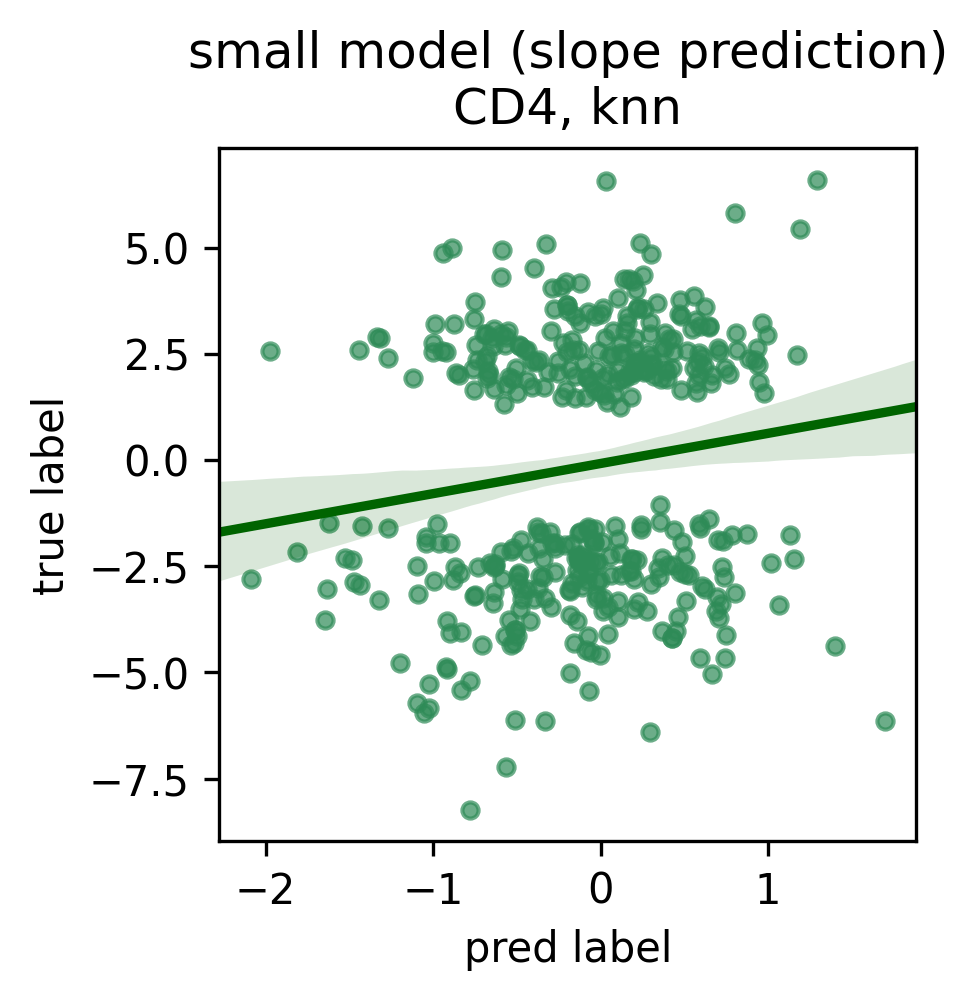 small model (slope prediction)
CD4, knn
true label
5.0
2.5
0.0
−2.5
−5.0
−7.5
−2
−1
0
1
pred label